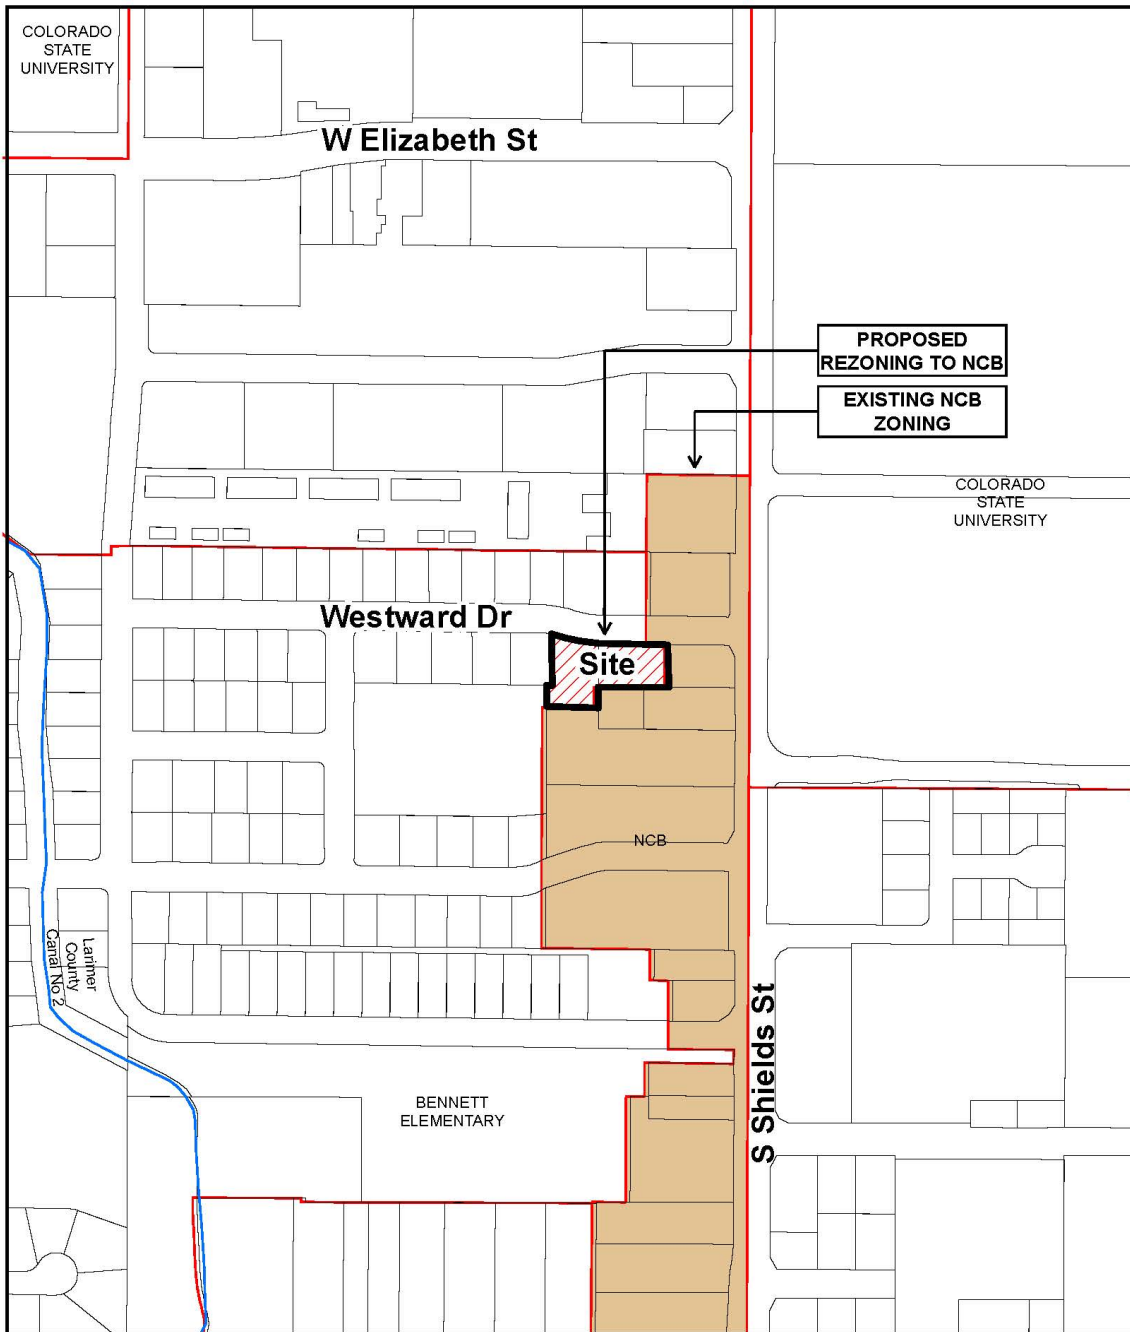 COLORADO
STATE
UNIVERSITY
W Elizabeth St
PROPOSED
REZONING TO NCB
EXISTING NCB
ZONING
COLORADO
STATE
UNIVERSITY
Westward Dr
Site
NCB
Larimer
County
Canal No 2
S Shields St
BENNETT
ELEMENTARY